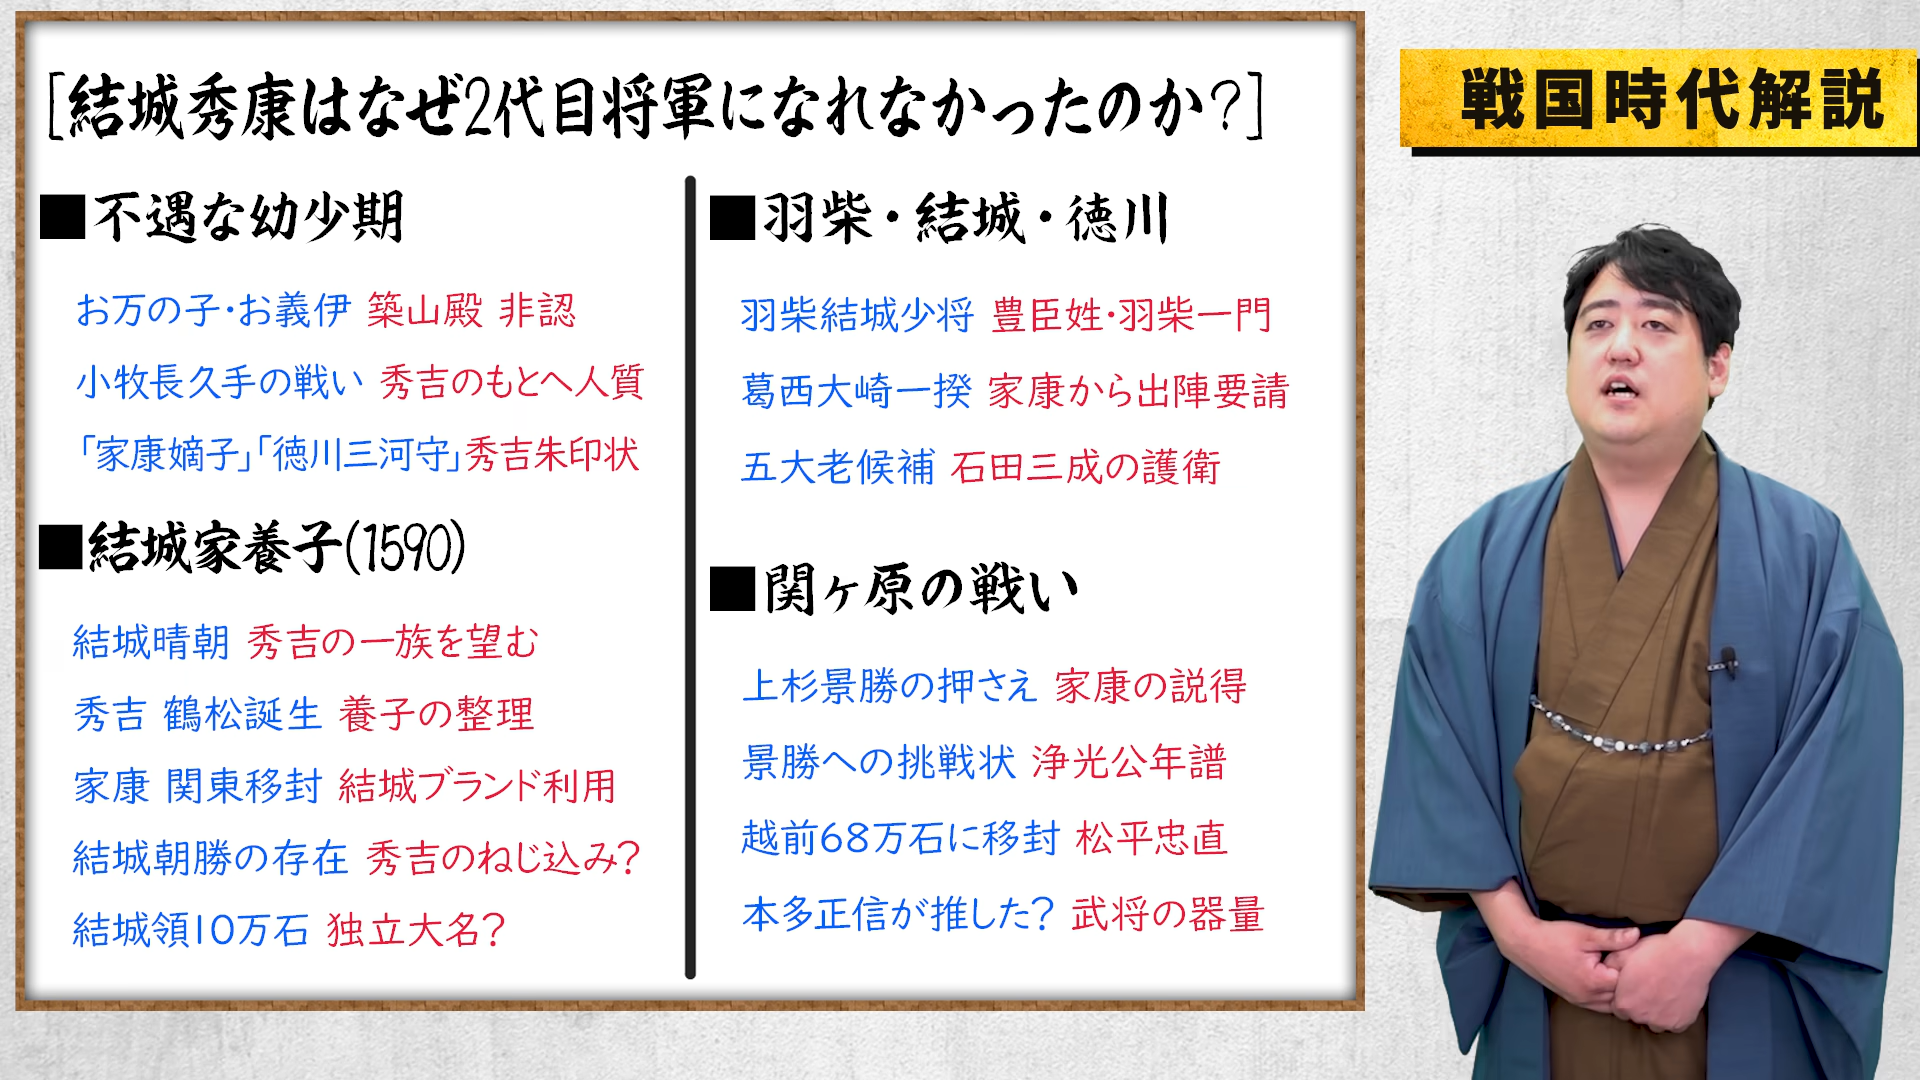 [結城秀康はなぜ2代目将軍になれなかったのか?]
■不遇な幼少期
お万の子・お義伊 築山殿 非認
小牧長久手の戦い 秀吉のもとへ人質
「家康嫡子」「徳川三河守」秀吉朱印状
■結城家養子(1590)
結城晴朝 秀吉の一族を望む
秀吉 鶴松誕生 養子の整理
家康 関東移封 結城ブランド利用
結城朝勝の存在 秀吉のねじ込み?
結城領10万石 独立大名?
■羽柴・結城・徳川
羽柴結城少将 豊臣姓・羽柴一門
葛西大崎一揆 家康から出陣要請
五大老候補 石田三成の護衛
■関ヶ原の戦い
上杉景勝の押さえ 家康の説得
景勝への挑戦状 浄光公年譜
越前68万石に移封 松平忠直
本多正信が推した? 武将の器量
戦国時代解説